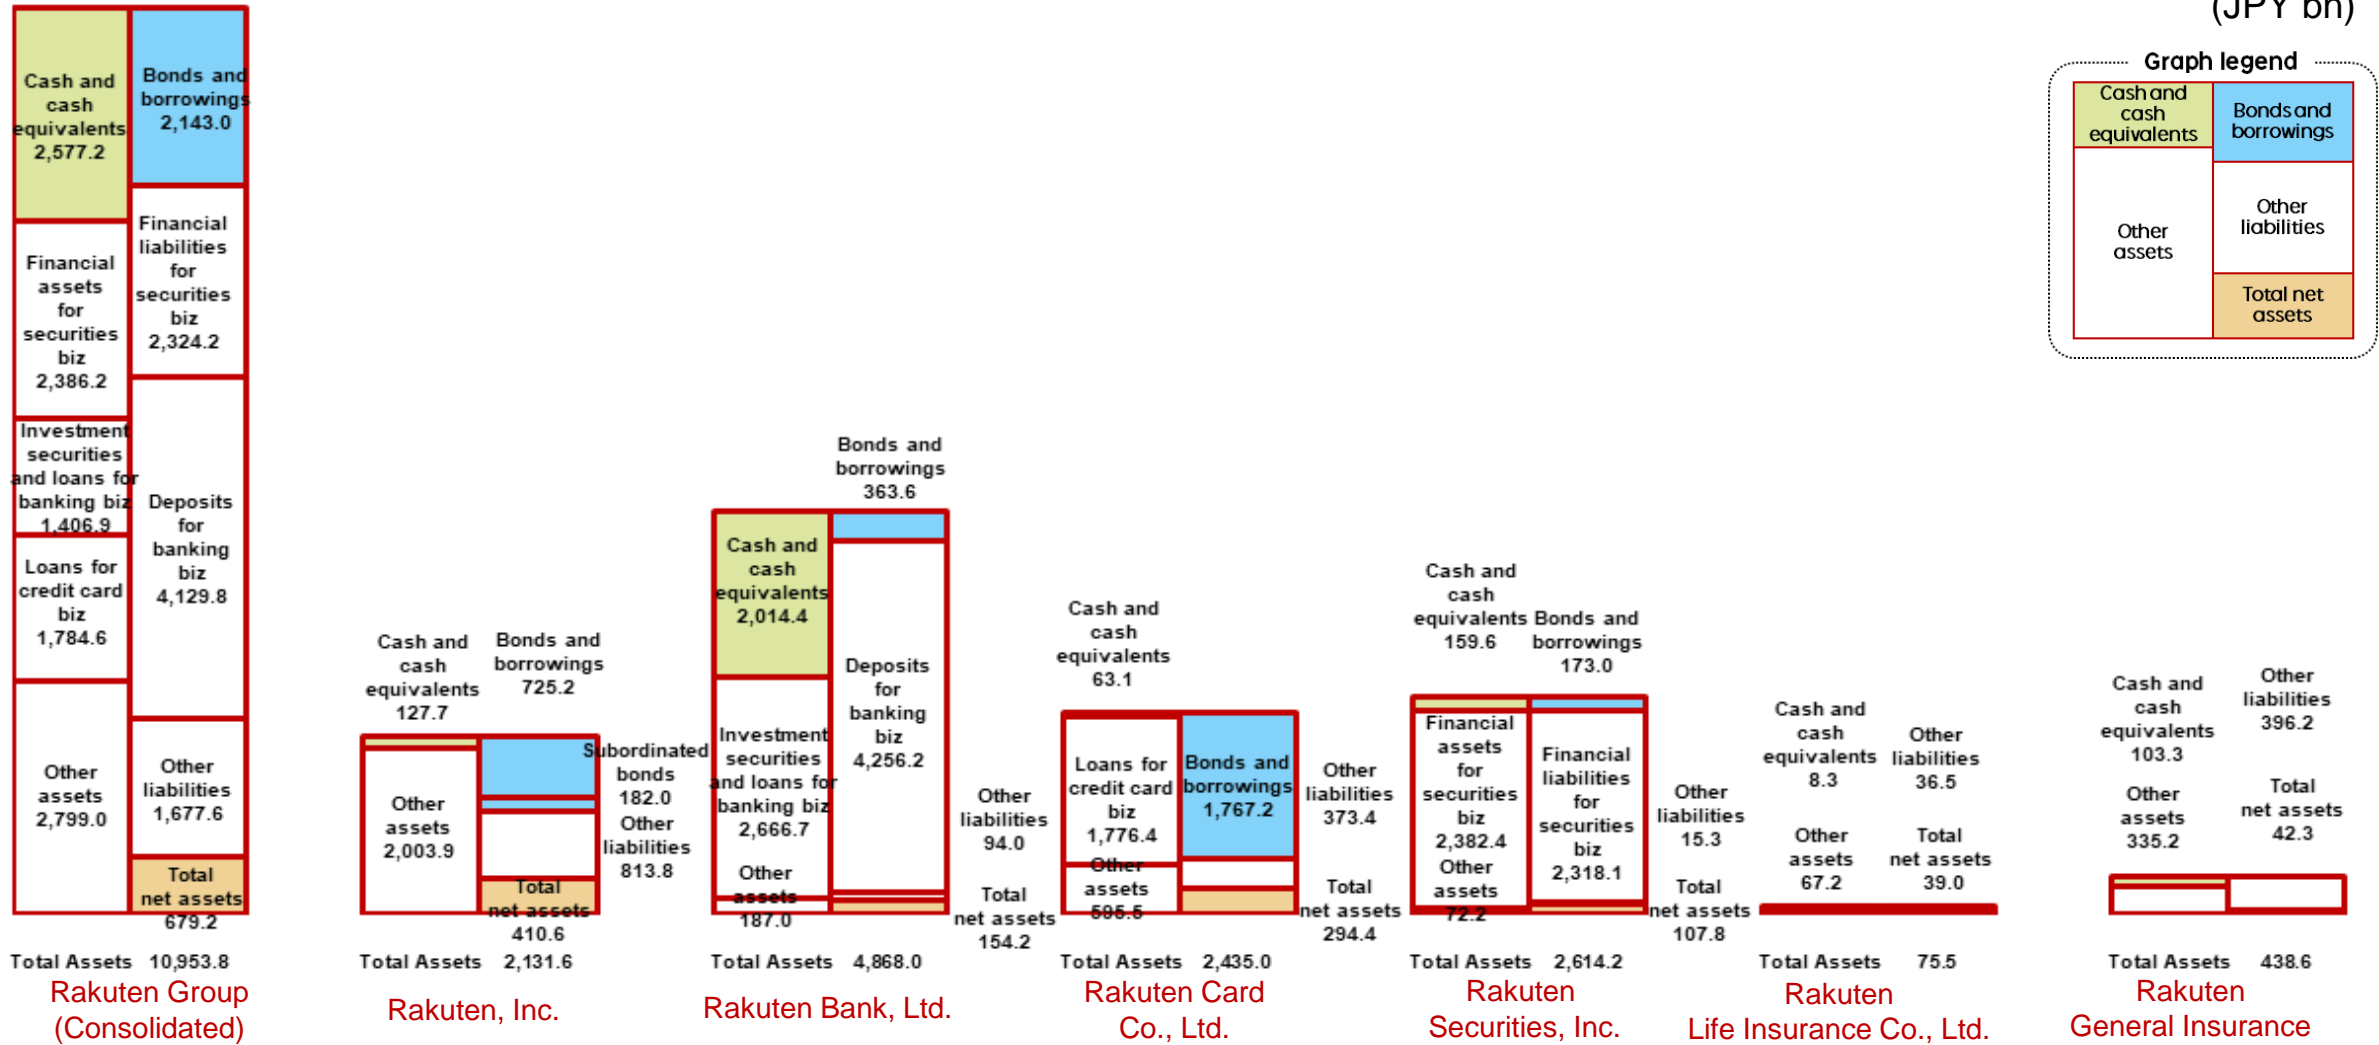 (JPY bn)
Graph legend
Cash and
cash
equivalents
Bonds and
borrowings
Other
assets
Other
liabilities
Total net
assets
Cash and
cash
equivalents
2,577.2
Financial
assets
for
securities
biz
2,386.2
Investment
securities
and loans for
banking biz
1,406.9
Loans for
credit card
biz
1,784.6
Other
assets
2,799.0
Bonds and
borrowings
2,143.0
Financial
liabilities
for
securities
biz
2,324.2
Deposits
for
banking
biz
4,129.8
Other
liabilities
1,677.6
Total
net assets
679.2
Total Assets 10,953.8
Rakuten Group
(Consolidated)
Cash and
cash
equivalents
127.7
Other
assets
2,003.9
Bonds and
borrowings
725.2
Subordinated
bonds
182.0
Other
liabilities
813.8
Total
net assets
410.6
Total Assets 2,131.6
Rakuten, Inc.
Cash and
cash
equivalents
2,014.4
Investment
securities
and loans for
banking biz
2,666.7
Other
assets
187.0
Bonds and
borrowings
363.6
Deposits
for
banking
biz
4,256.2
Other
liabilities
94.0
Total
net assets
154.2
Total Assets 4,868.0
Rakuten Bank, Ltd.
Cash and
cash
equivalents
63.1
Loans for
credit card
biz
1,776.4
Other
assets
595.5
Bonds and
borrowings
1,767.2
Other
liabilities
373.4
Total
net assets
294.4
Total Assets 2,435.0
Rakuten Card
Co., Ltd.
Cash and
cash
equivalents
159.6
Financial
assets
for
securities
biz
2,382.4
Other
assets
72.2
Bonds and
borrowings
173.0
Financial
liabilities
for
securities
biz
2,318.1
Other
liabilities
15.3
Total
net assets
107.8
Total Assets 2,614.2
Rakuten
Securities, Inc.
Cash and
cash
equivalents
8.3
Other
assets
67.2
Other
liabilities
36.5
Total
net assets
39.0
Total Assets 75.5
Rakuten
Life Insurance Co., Ltd.
Cash and
cash
equivalents
103.3
Other
assets
335.2
Other
liabilities
396.2
Total
net assets
42.3
Total Assets 438.6
Rakuten
General Insurance